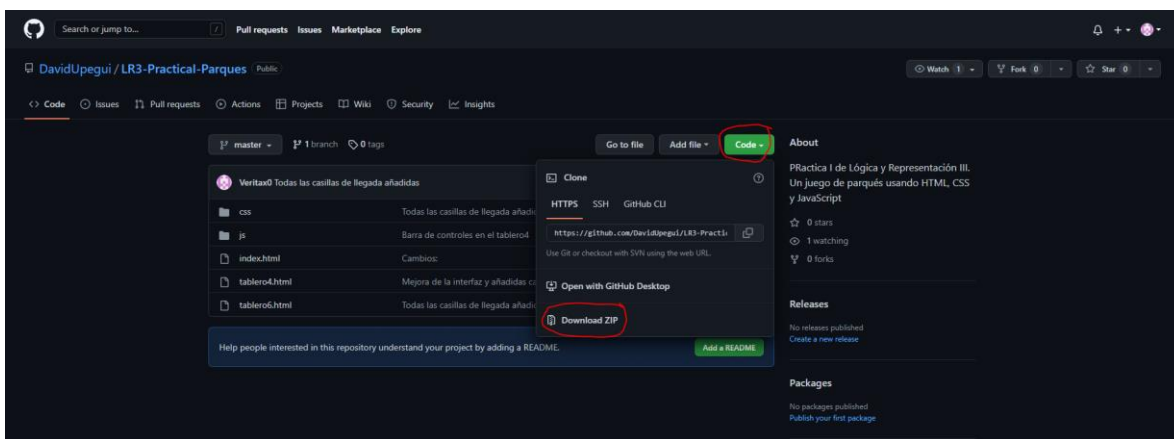 Search or jump to... / Pull requests Issues Marketplace Explore
DavidUpegui / LR3-Practical-Parques Public
Watch 1 Fork 0 Star 0
Code Issues Pull requests Actions Projects Wiki Security Insights
master 1 branch 0 tags Go to file Add file Code
Veritax0 Todas las casillas de llegada añadidas
css Todas las casillas de llegada
js Barra de controles en el tablero4
index.html Cambios:
tablero4.html Mejora de la interfaz y añadidas
tablero6.html Todas las casillas de llegada
Clone
HTTPS SSH GitHub CLI
https://github.com/DavidUpegui/LR3-Practi
Use Git or checkout with SVN using the web URL.
Open with GitHub Desktop
Download ZIP
Help people interested in this repository understand your project by adding a README. Add a README
About
PRactica I de Lógica y Representación III.
Un juego de parqués usando HTML, CSS
y JavaScript
0 stars
1 watching
0 forks
Releases
No releases published
Create a new release
Packages
No packages published
Publish your first package